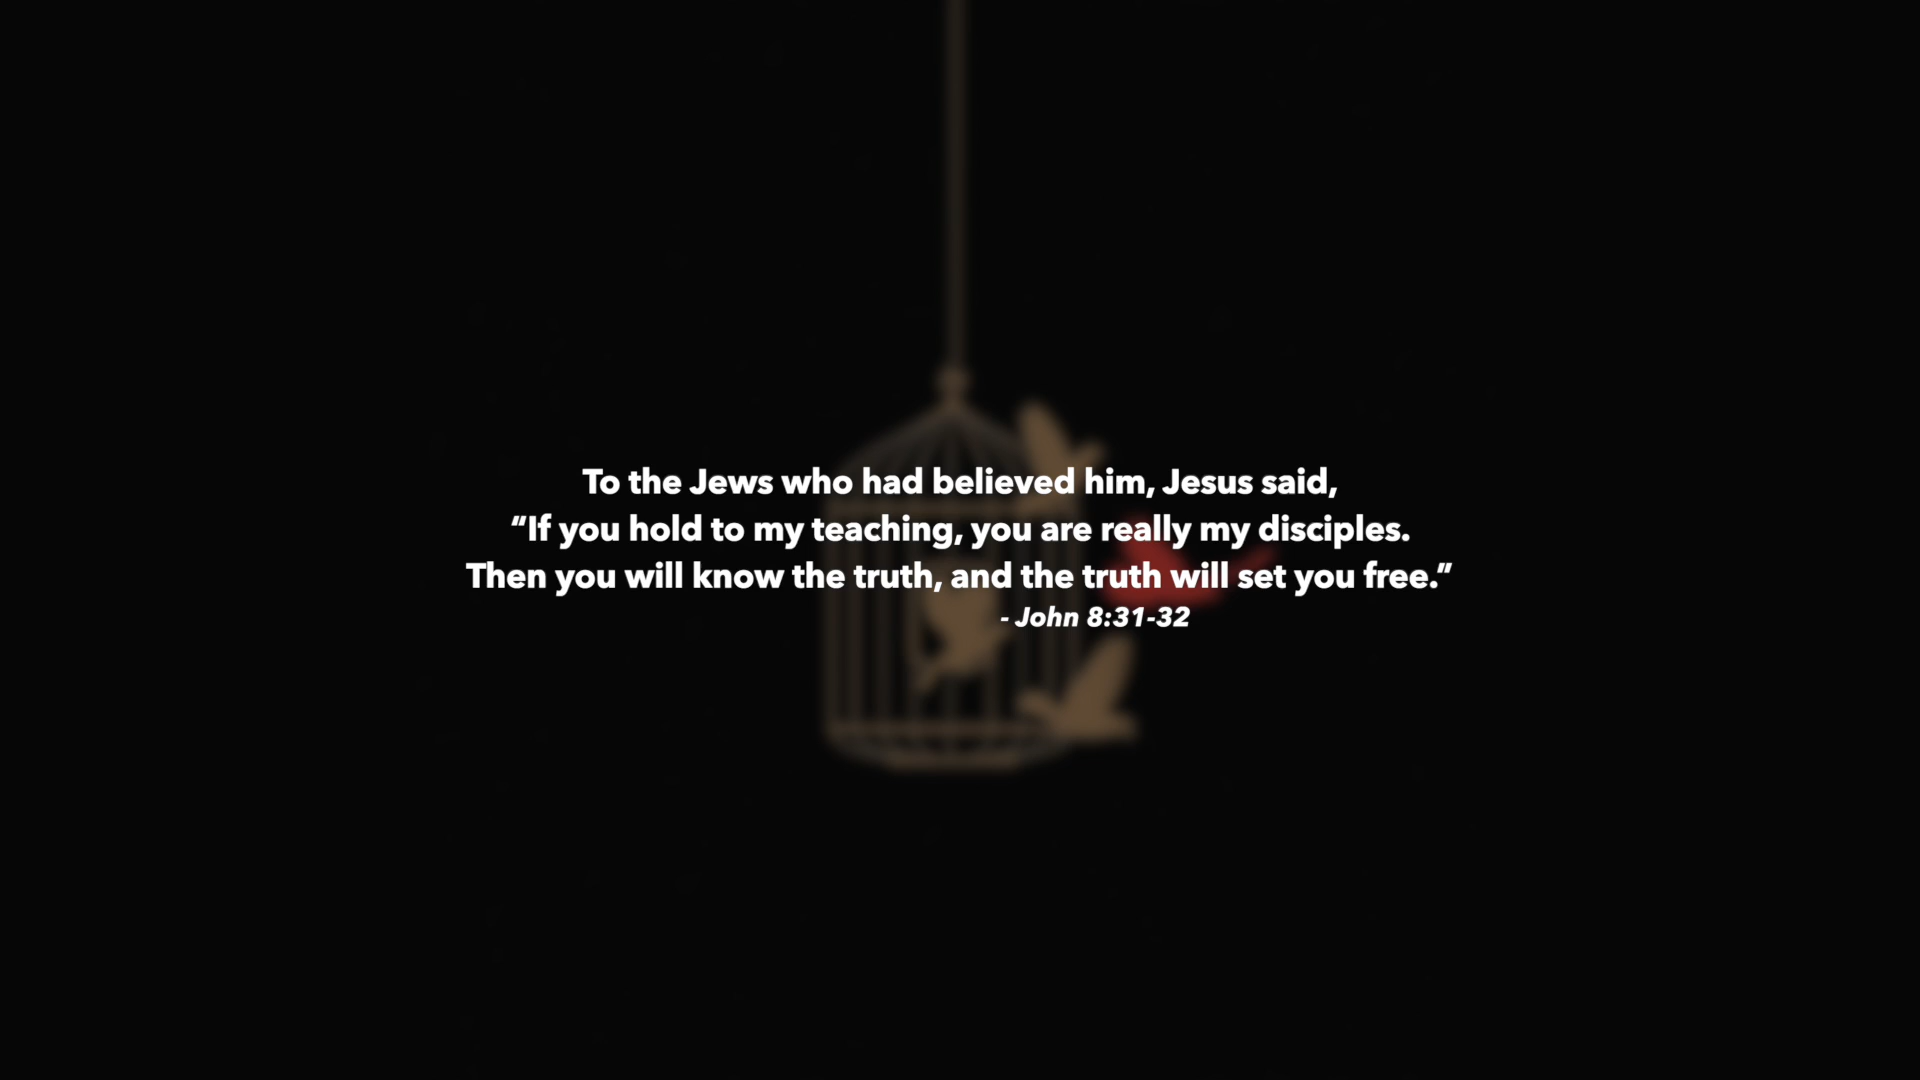 To the Jews who had believed him, Jesus said,
“If you hold to my teaching, you are really my disciples.
Then you will know the truth, and the truth will set you free.”
- John 8:31-32